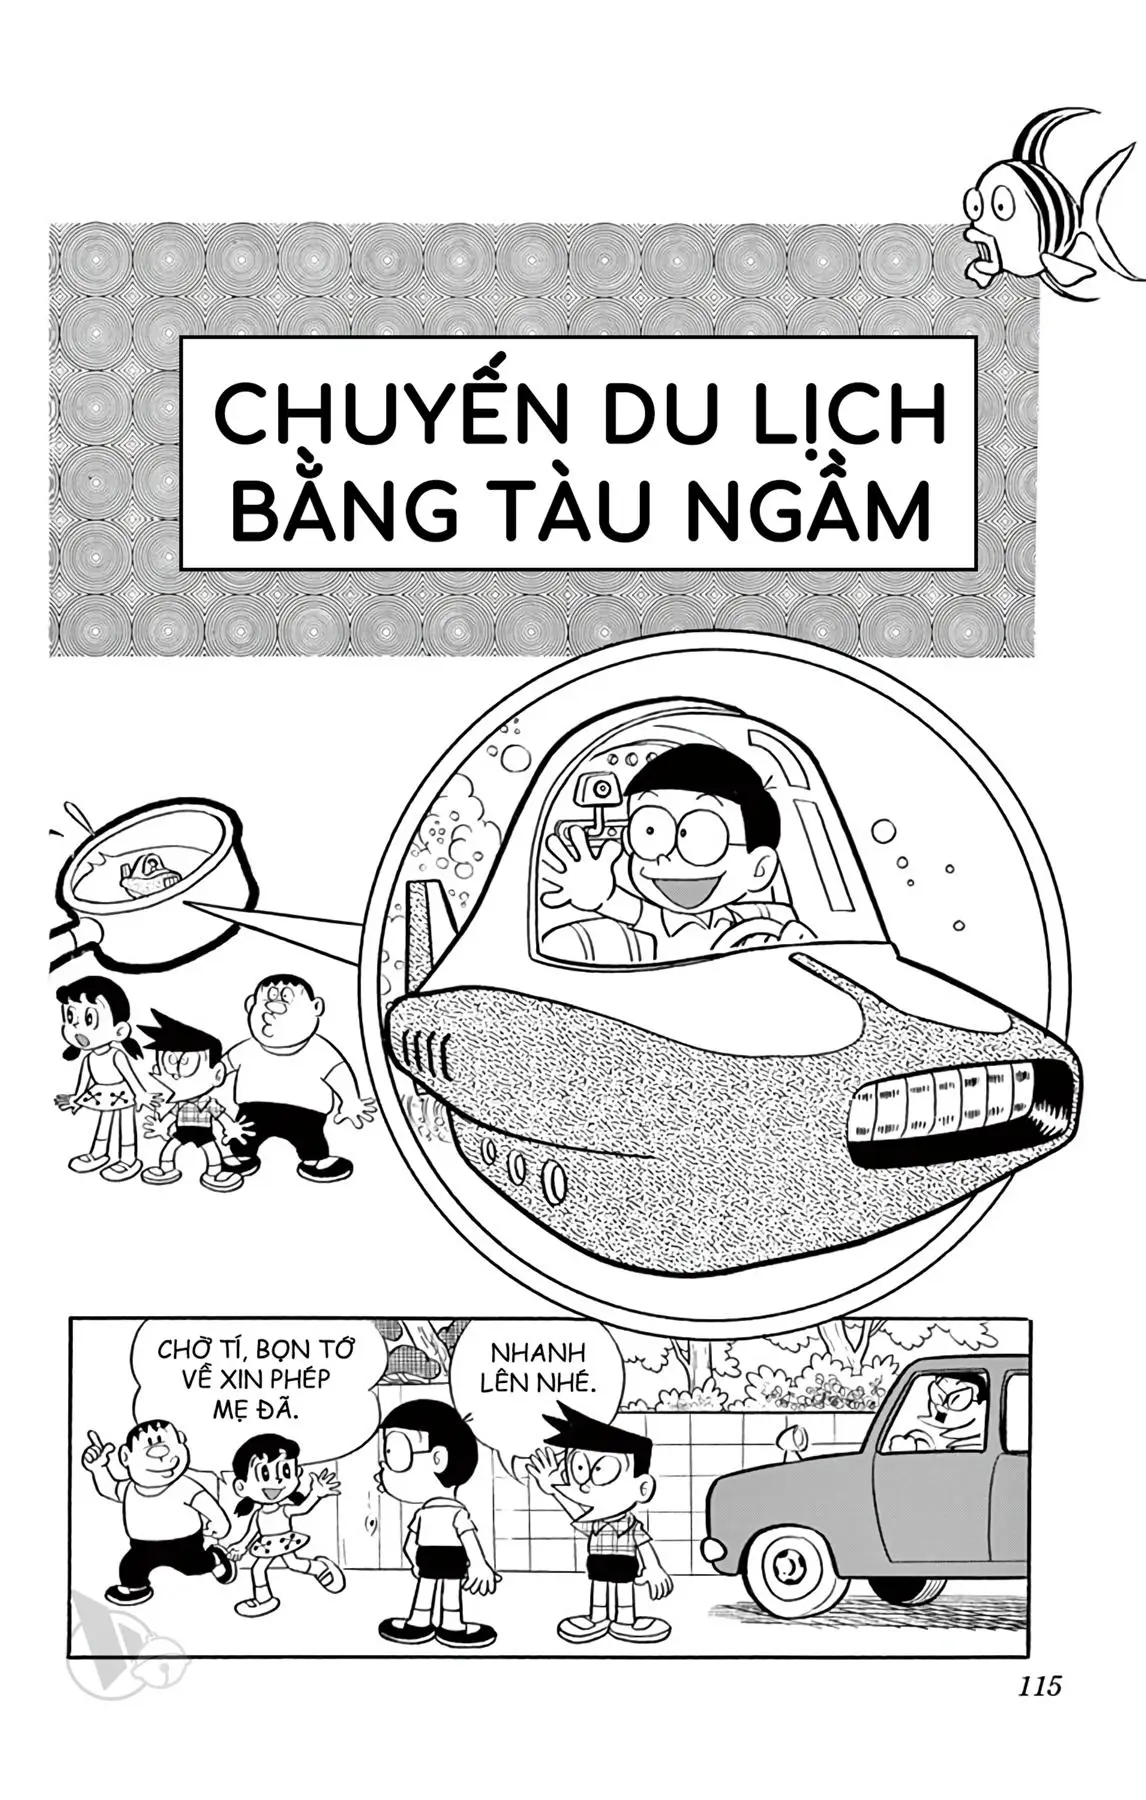 CHUYẾN DU LỊCH
BẰNG TÀU NGẦM
CHỜ TÍ, BỌN TỚ
VỀ XIN PHÉP
MẸ ĐÃ.
NHANH
LÊN NHÉ.
115